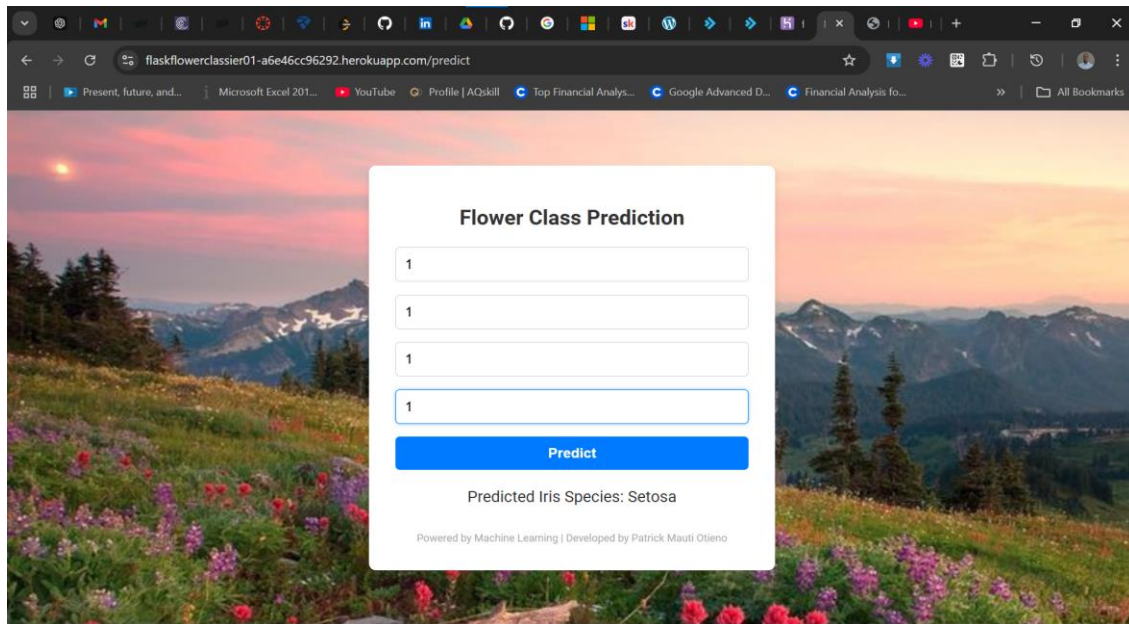 in
sk
flaskflowerclassier01-a6e46cc96292.herokuapp.com/predict
Present, future, and...
Microsoft Excel 201...
YouTube
Profile | AQskill
Top Financial Analys...
Google Advanced D...
Financial Analysis fo...
»
All Bookmarks
Flower Class Prediction
1
1
1
1
Predict
Predicted Iris Species: Setosa
Powered by Machine Learning | Developed by Patrick Mauti Otieno